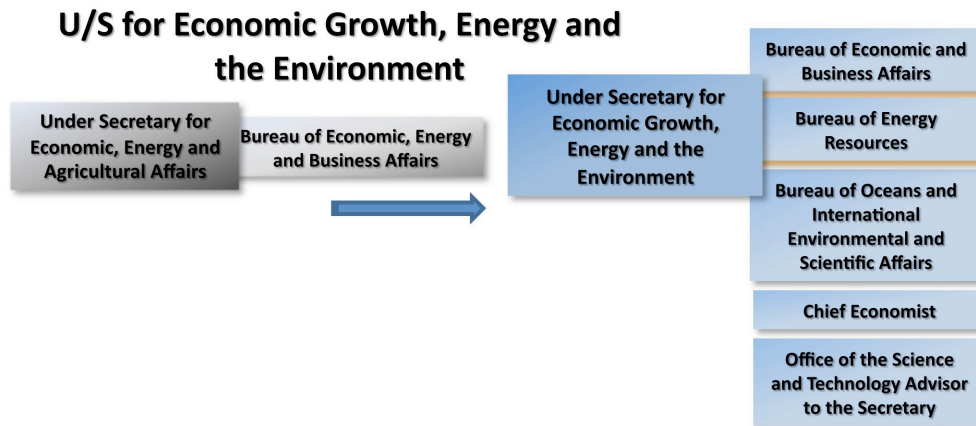 U/S for Economic Growth, Energy and
the Environment
Under Secretary for
Economic, Energy and
Agricultural Affairs
Bureau of Economic, Energy
and Business Affairs
Under Secretary for
Economic Growth,
Energy and the
Environment
Bureau of Economic and
Business Affairs
Bureau of Energy
Resources
Bureau of Oceans and
International
Environmental and
Scientific Affairs
Chief Economist
Office of the Science
and Technology Advisor
to the Secretary